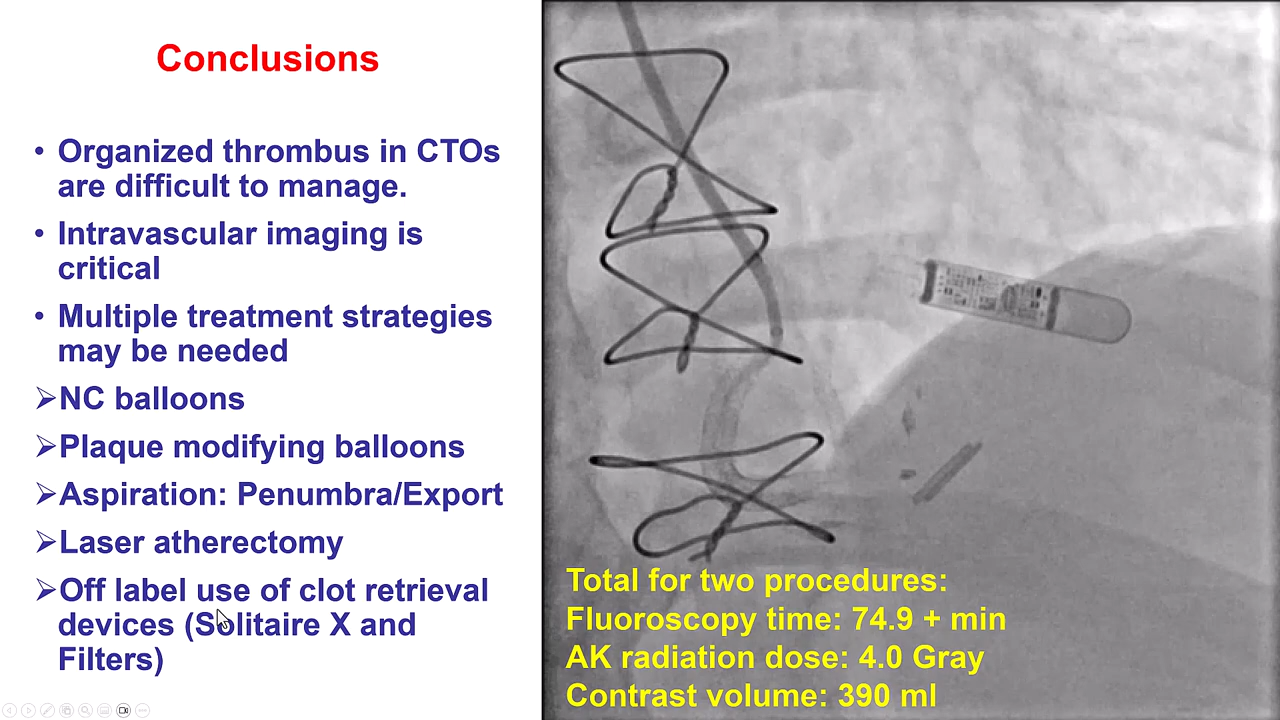 Conclusions
• Organized thrombus in CTOs
are difficult to manage.
• Intravascular imaging is
critical
• Multiple treatment strategies
may be needed
➢NC balloons
➢Plaque modifying balloons
➢Aspiration: Penumbra/Export
➢Laser atherectomy
➢Off label use of clot retrieval
devices (Solitaire X and
Filters)
Total for two procedures:
Fluoroscopy time: 74.9 + min
AK radiation dose: 4.0 Gray
Contrast volume: 390 ml